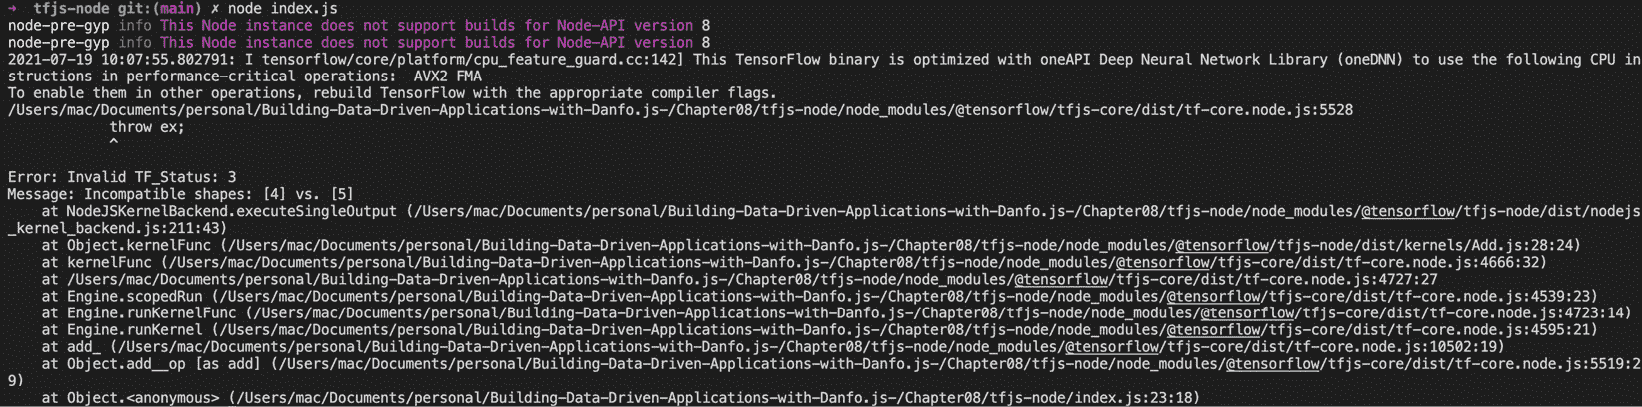 ➜  tfjs-node git:(main) ✗ node index.js
node-pre-gyp info This Node instance does not support builds for Node-API version 8
node-pre-gyp info This Node instance does not support builds for Node-API version 8
2021-07-19 10:07:55.802791: I tensorflow/core/platform/cpu_feature_guard.cc:142] This TensorFlow binary is optimized with oneAPI Deep Neural Network Library (oneDNN) to use the following CPU in
structions in performance-critical operations:  AVX2 FMA
To enable them in other operations, rebuild TensorFlow with the appropriate compiler flags.
/Users/mac/Documents/personal/Building-Data-Driven-Applications-with-Danfo.js-/Chapter08/tfjs-node/node_modules/@tensorflow/tfjs-core/dist/tf-core.node.js:5528
            throw ex;
            ^
Error: Invalid TF_Status: 3
Message: Incompatible shapes: [4] vs. [5]
    at NodeJSKernelBackend.executeSingleOutput (/Users/mac/Documents/personal/Building-Data-Driven-Applications-with-Danfo.js-/Chapter08/tfjs-node/node_modules/@tensorflow/tfjs-node/dist/nodejs
_kernel_backend.js:211:43)
    at Object.kernelFunc (/Users/mac/Documents/personal/Building-Data-Driven-Applications-with-Danfo.js-/Chapter08/tfjs-node/node_modules/@tensorflow/tfjs-node/dist/kernels/Add.js:28:24)
    at kernelFunc (/Users/mac/Documents/personal/Building-Data-Driven-Applications-with-Danfo.js-/Chapter08/tfjs-node/node_modules/@tensorflow/tfjs-core/dist/tf-core.node.js:4666:32)
    at /Users/mac/Documents/personal/Building-Data-Driven-Applications-with-Danfo.js-/Chapter08/tfjs-node/node_modules/@tensorflow/tfjs-core/dist/tf-core.node.js:4727:27
    at Engine.scopedRun (/Users/mac/Documents/personal/Building-Data-Driven-Applications-with-Danfo.js-/Chapter08/tfjs-node/node_modules/@tensorflow/tfjs-core/dist/tf-core.node.js:4539:23)
    at Engine.runKernelFunc (/Users/mac/Documents/personal/Building-Data-Driven-Applications-with-Danfo.js-/Chapter08/tfjs-node/node_modules/@tensorflow/tfjs-core/dist/tf-core.node.js:4723:14)
    at Engine.runKernel (/Users/mac/Documents/personal/Building-Data-Driven-Applications-with-Danfo.js-/Chapter08/tfjs-node/node_modules/@tensorflow/tfjs-core/dist/tf-core.node.js:4595:21)
    at add_ (/Users/mac/Documents/personal/Building-Data-Driven-Applications-with-Danfo.js-/Chapter08/tfjs-node/node_modules/@tensorflow/tfjs-core/dist/tf-core.node.js:10502:19)
    at Object.add__op [as add] (/Users/mac/Documents/personal/Building-Data-Driven-Applications-with-Danfo.js-/Chapter08/tfjs-node/node_modules/@tensorflow/tfjs-core/dist/tf-core.node.js:5519:2
9)
    at Object.<anonymous> (/Users/mac/Documents/personal/Building-Data-Driven-Applications-with-Danfo.js-/Chapter08/tfjs-node/index.js:23:18)